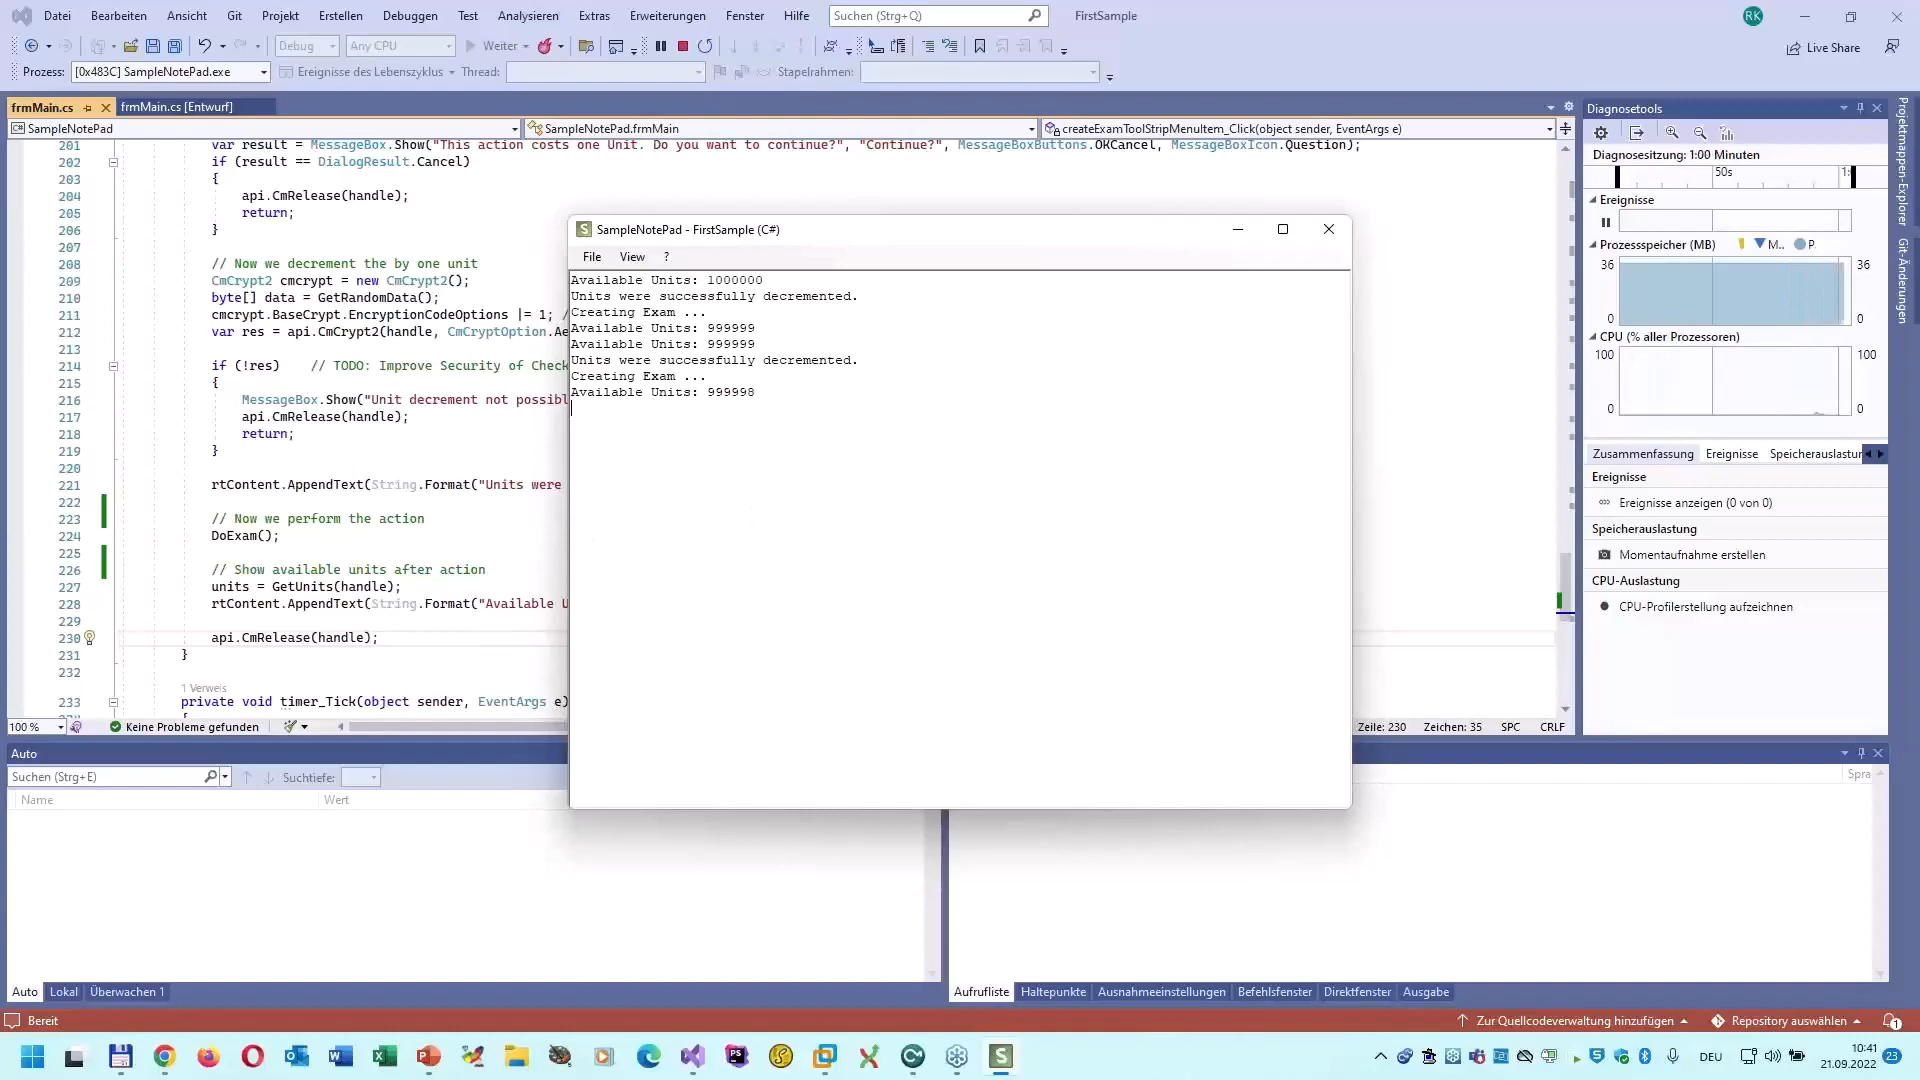 Datei Bearbeiten Ansicht Git Projekt Erstellen Debuggen Test Analysieren Extras Erweiterungen Fenster Hilfe Suchen (Strg+Q) FirstSample RK
Debug Any CPU Weiter Live Share
Prozess: [0x483C] SampleNotePad.exe Ereignisse des Lebenszyklus Thread: Stapelrahmen:
frmMain.cs frmMain.cs [Entwurf]
SampleNotePad SampleNotePad.frmMain createExamToolStripMenuItem_Click(object sender, EventArgs e)
201 var result = MessageBox.Show("This action costs one Unit. Do you want to continue?", "Continue?", MessageBoxButtons.OKCancel, MessageBoxIcon.Question);
202 if (result == DialogResult.Cancel)
203 {
204 api.CmRelease(handle);
205 return;
206 }
207
208 // Now we decrement the by one unit
209 CmCrypt2 cmcrypt = new CmCrypt2();
210 byte[] data = GetRandomData();
211 cmcrypt.BaseCrypt.EncryptionCodeOptions |= 1; /
212 var res = api.CmCrypt2(handle, CmCryptOption.Ae
213
214 if (!res) // TODO: Improve Security of Check
215 {
216 MessageBox.Show("Unit decrement not possibl
217 api.CmRelease(handle);
218 return;
219 }
220
221 rtContent.AppendText(String.Format("Units were
222
223 // Now we perform the action
224 DoExam();
225
226 // Show available units after action
227 units = GetUnits(handle);
228 rtContent.AppendText(String.Format("Available U
229
230 api.CmRelease(handle);
231 }
232
1 Verweis
233 private void timer_Tick(object sender, EventArgs e)
100 % Keine Probleme gefunden Zeile: 230 Zeichen: 35 SPC CRLF
SampleNotePad - FirstSample (C#)
File View ?
Available Units: 1000000
Units were successfully decremented.
Creating Exam ...
Available Units: 999999
Available Units: 999999
Units were successfully decremented.
Creating Exam ...
Available Units: 999998
Diagnosetools
Diagnosesitzung: 1:00 Minuten
50s 1:
Ereignisse
Prozessspeicher (MB) M.. P
36 36
0 0
CPU (% aller Prozessoren)
100 100
0 0
Zusammenfassung Ereignisse Speicherauslastur
Ereignisse
Ereignisse anzeigen (0 von 0)
Speicherauslastung
Momentaufnahme erstellen
CPU-Auslastung
CPU-Profilerstellung aufzeichnen
Projektmappen-Explorer
Git-Änderungen
Auto
Suchen (Strg+E) Suchtiefe:
Name Wert
Spra
Auto Lokal Überwachen 1
Aufrufliste Haltepunkte Ausnahmeeinstellungen Befehlsfenster Direktfenster Ausgabe
Bereit Zur Quellcodeverwaltung hinzufügen Repository auswählen 1
DEU 10:41
21.09.2022 23